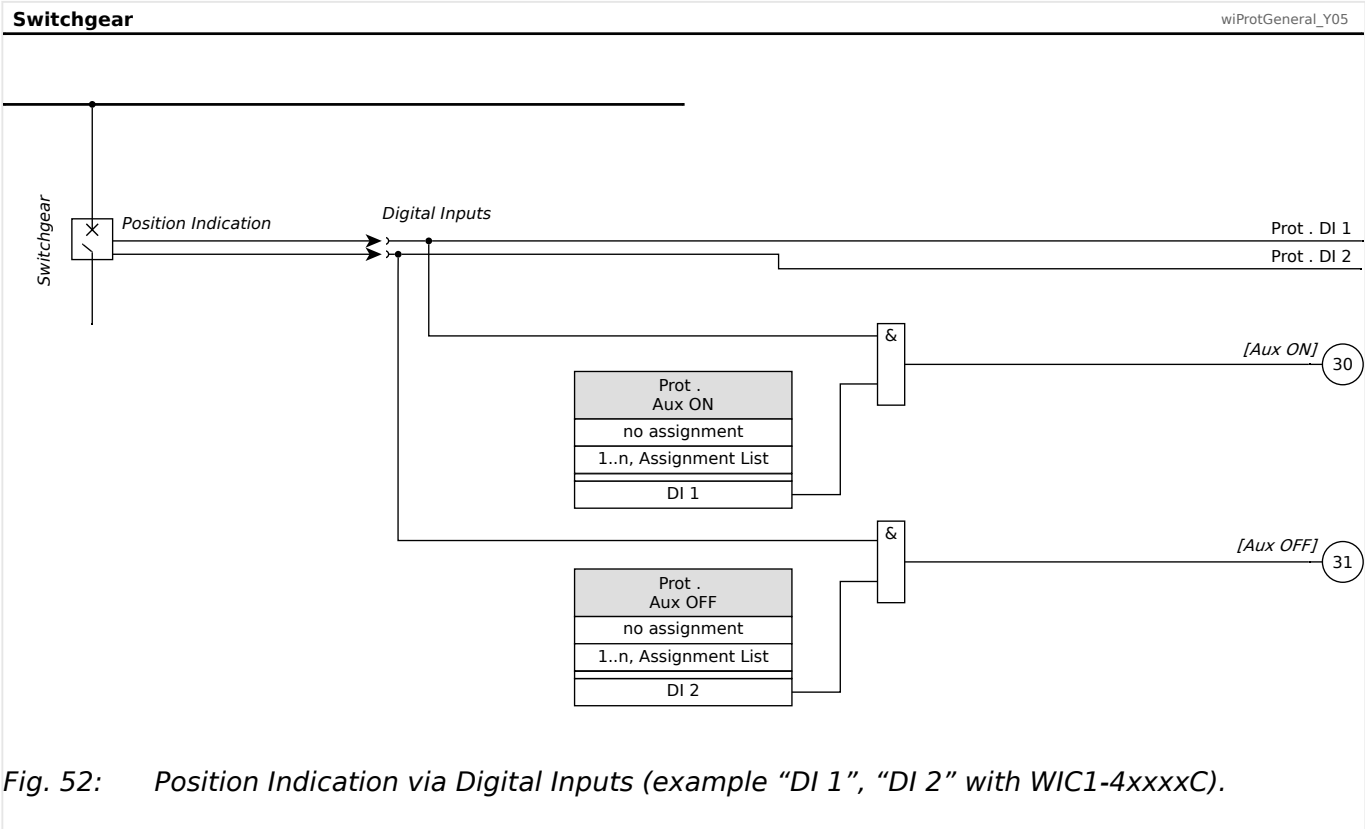 Switchgear
wiProtGeneral_Y05
Switchgear
Position Indication
Digital Inputs
Prot . DI 1
Prot . DI 2
&
[Aux ON]
30
Prot .
Aux ON
no assignment
1..n, Assignment List
DI 1
&
[Aux OFF]
31
Prot .
Aux OFF
no assignment
1..n, Assignment List
DI 2
Fig. 52: Position Indication via Digital Inputs (example “DI 1”, “DI 2” with WIC1-4xxxxC).